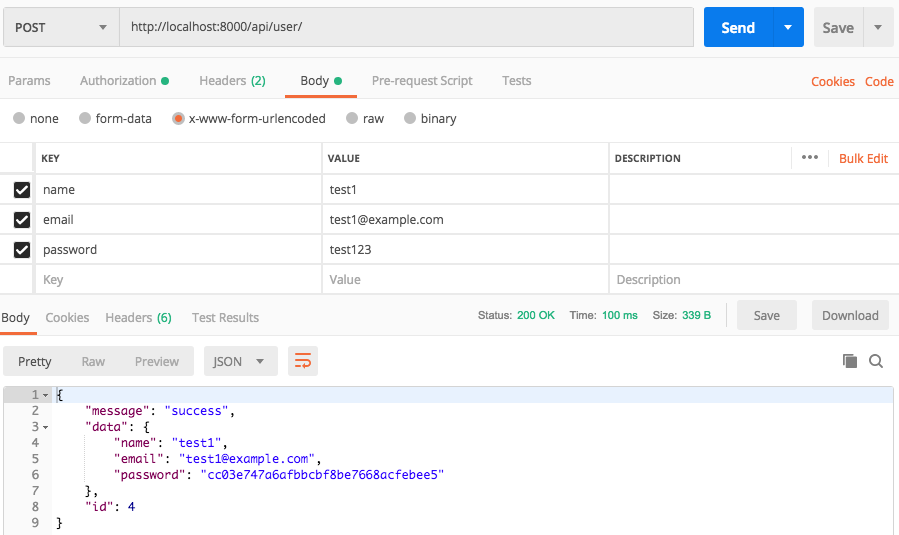 POST http://localhost:8000/api/user/ Send Save
Params Authorization Headers (2) Body Pre-request Script Tests Cookies Code
none form-data x-www-form-urlencoded raw binary
KEY VALUE DESCRIPTION ••• Bulk Edit
name test1
email test1@example.com
password test123
Key Value Description
Body Cookies Headers (6) Test Results Status: 200 OK Time: 100 ms Size: 339 B Save Download
Pretty Raw Preview JSON
1 {
2 "message": "success",
3 "data": {
4 "name": "test1",
5 "email": "test1@example.com",
6 "password": "cc03e747a6afbbcbf8be7668acfebee5"
7 },
8 "id": 4
9 }